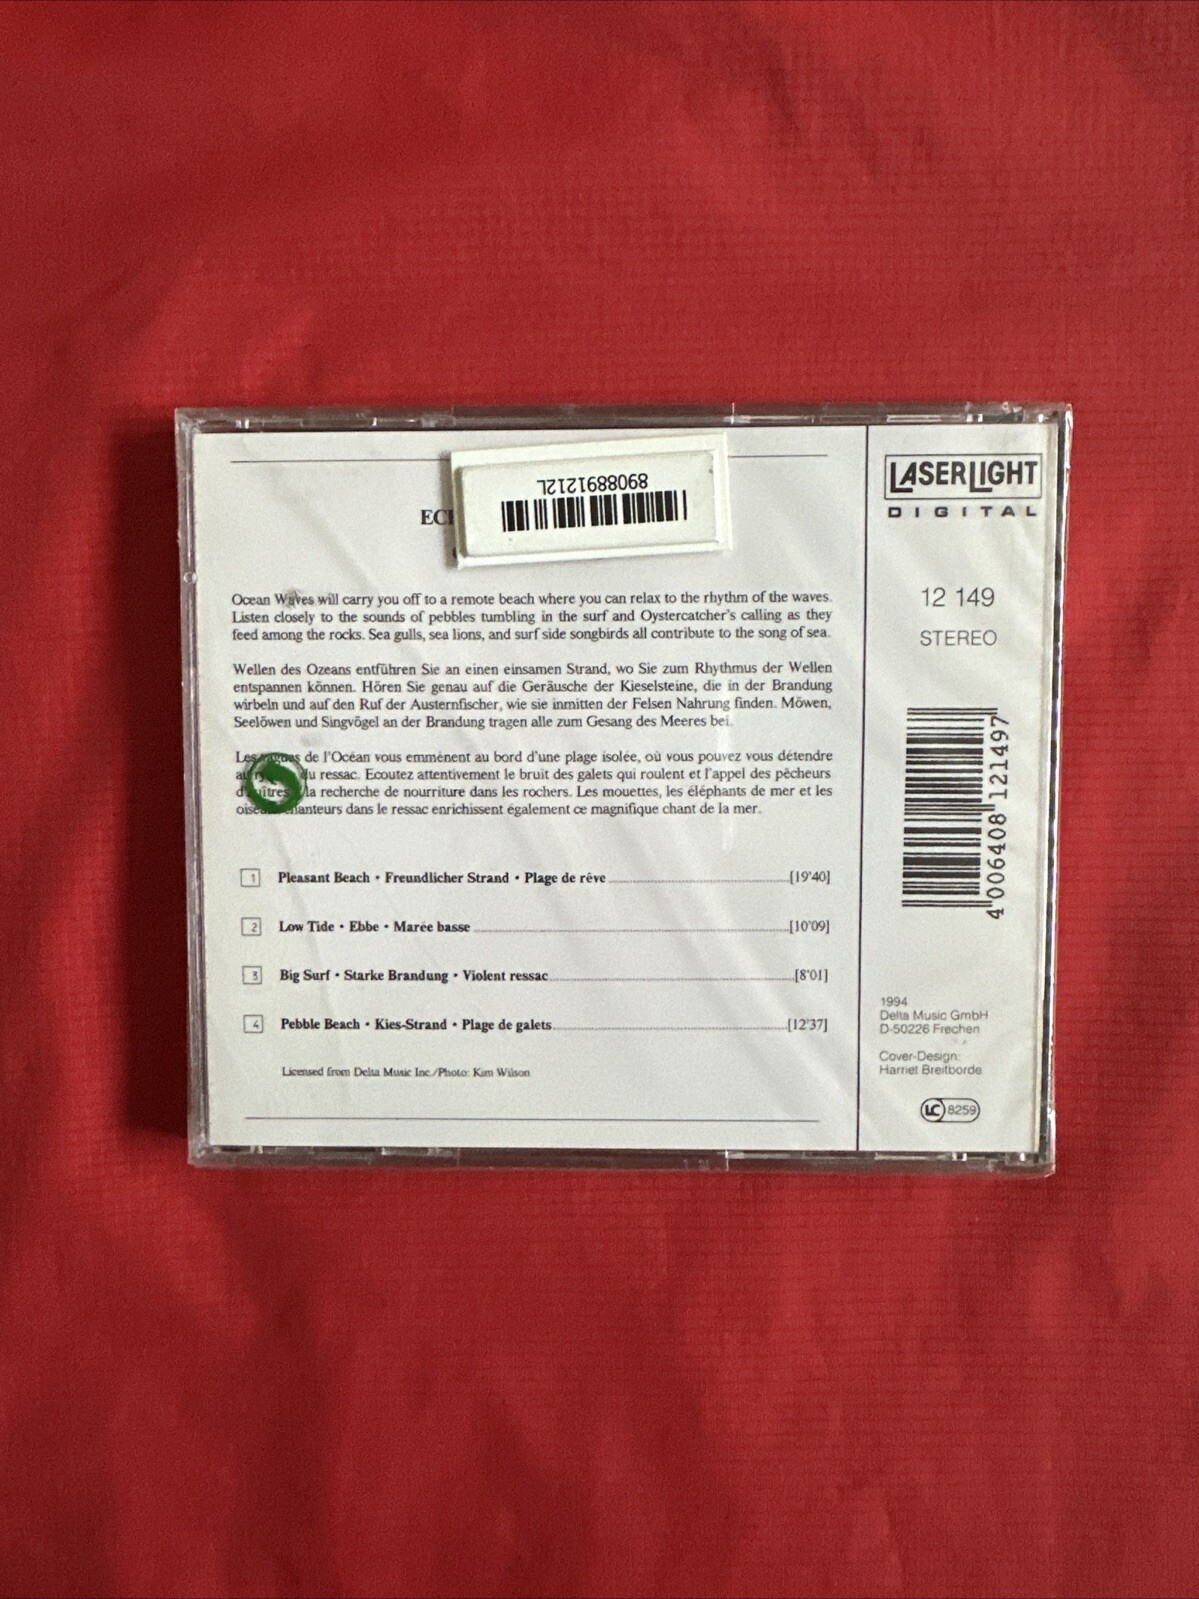 89088912127L
ECH
Ocean Waves will carry you off to a remote beach where you can relax to the rhythm of the waves.
Listen closely to the sounds of pebbles tumbling in the surf and Oystercatcher's calling as they
feed among the rocks. Sea gulls, sea lions, and surf side songbirds all contribute to the song of sea.
Wellen des Ozeans entführen Sie an einen einsamen Strand, wo Sie zum Rhythmus der Wellen
entspannen können. Hören Sie genau auf die Geräusche der Kieselsteine, die in der Brandung
wirbeln und auf den Ruf der Austernfischer, wie sie inmitten der Felsen Nahrung finden. Möwen,
Seelöwen und Singvögel an der Brandung tragen alle zum Gesang des Meeres bei.
Les vagues de l'Océan vous emmènent au bord d'une plage isolée, où vous pouvez vous détendre
du ressac. Ecoutez attentivement le bruit des galets qui roulent et l'appel des pêcheurs
la recherche de nourriture dans les rochers. Les mouettes, les éléphants de mer et les
chanteurs dans le ressac enrichissent également ce magnifique chant de la mer.
1 Pleasant Beach • Freundlicher Strand • Plage de rêve [19'40]
2 Low Tide • Ebbe • Marée basse [10'09]
3 Big Surf • Starke Brandung • Violent ressac [8'01]
4 Pebble Beach • Kies-Strand • Plage de galets [12'37]
Licensed from Delta Music Inc./Photo: Kim Wilson
LASERLIGHT
DIGITAL
12 149
STEREO
4 006408 121497
1994
Delta Music GmbH
D-50226 Frechen
Cover-Design:
Harriet Breitborde
LC 8259